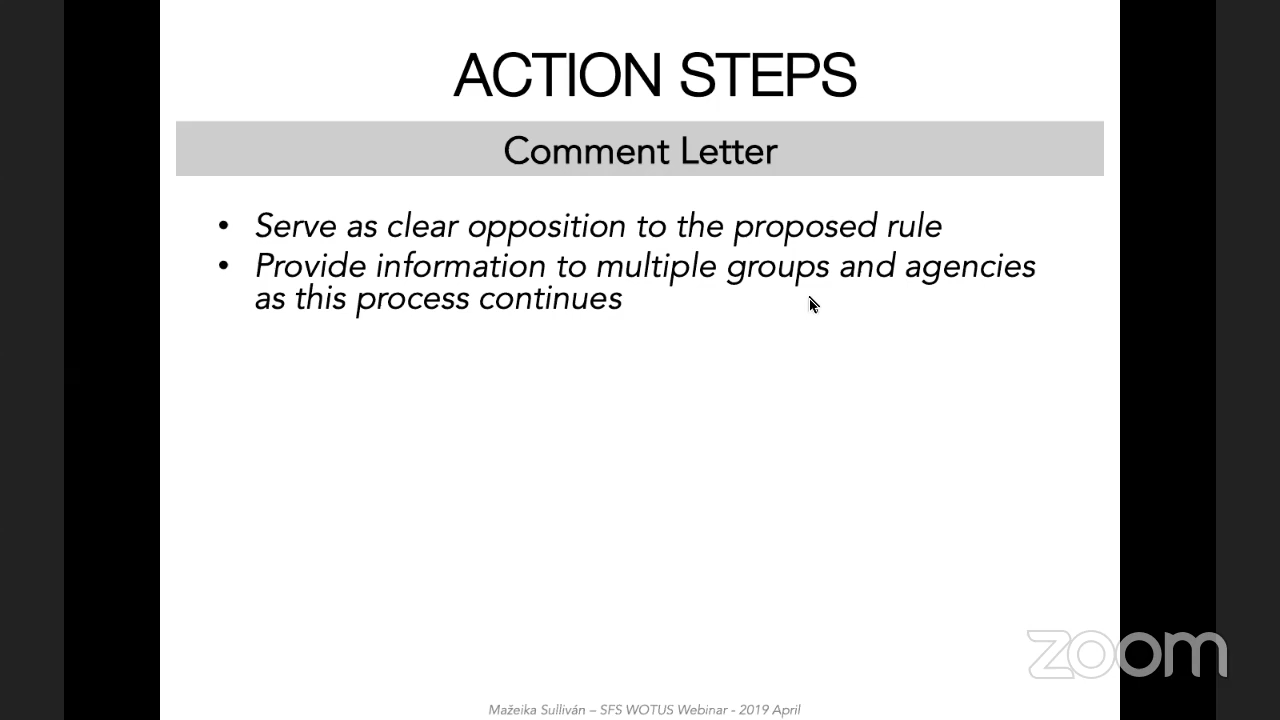 ACTION STEPS
Comment Letter
• Serve as clear opposition to the proposed rule
• Provide information to multiple groups and agencies
as this process continues
zoom
Mažeika Sulliván – SFS WOTUS Webinar - 2019 April